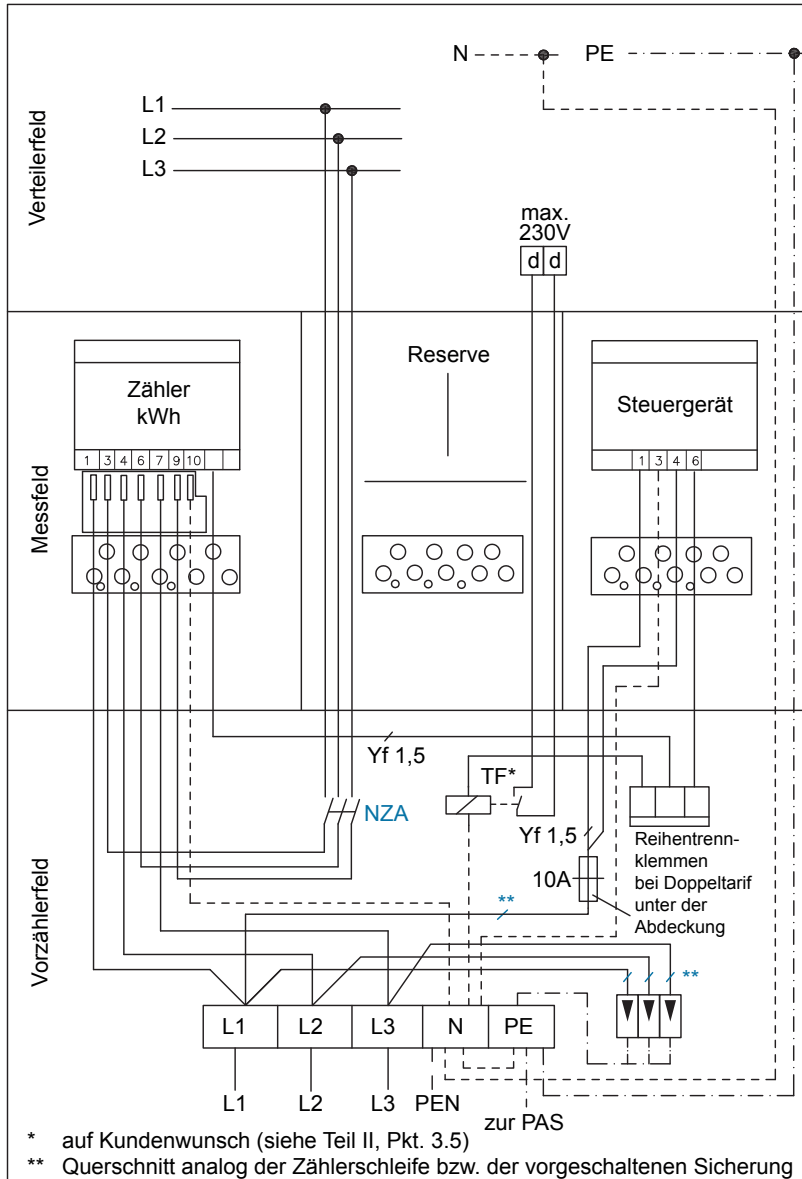 N
PE
L1
L2
L3
Verteilerfeld
max.
230V
d d
Messfeld
Zähler
kWh
1 3 4 6 7 9 10
Reserve
Steuergerät
1 3 4 6
Vorzählerfeld
Yf 1,5
NZA
TF*
Yf 1,5
10A
Reihentrenn-
klemmen
bei Doppeltarif
unter der
Abdeckung
**
**
L1 L2 L3 N PE
L1 L2 L3 PEN
zur PAS
* auf Kundenwunsch (siehe Teil II, Pkt. 3.5)
** Querschnitt analog der Zählerschleife bzw. der vorgeschaltenen Sicherung